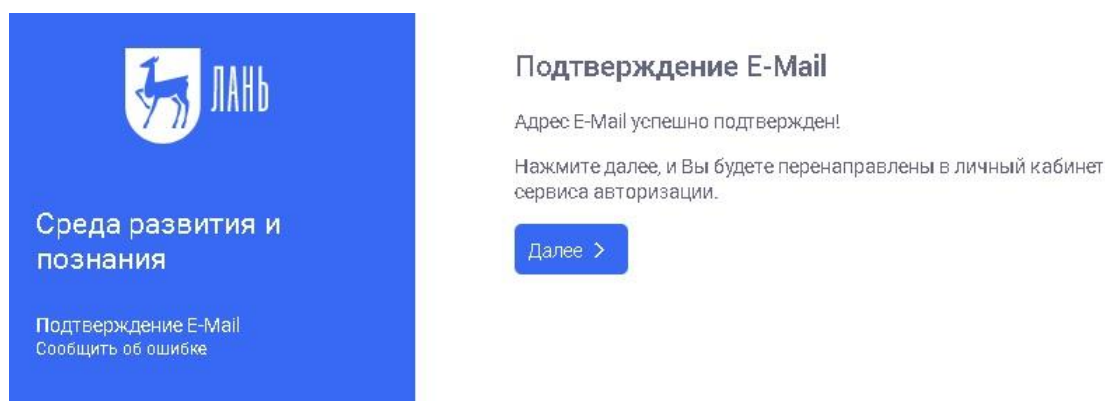 ЛАНЬ
Среда развития и
познания
Подтверждение E-Mail
Сообщить об ошибке
Подтверждение E-Mail
Адрес E-Mail успешно подтвержден!
Нажмите далее, и Вы будете перенаправлены в личный кабинет
сервиса авторизации.
Далее >